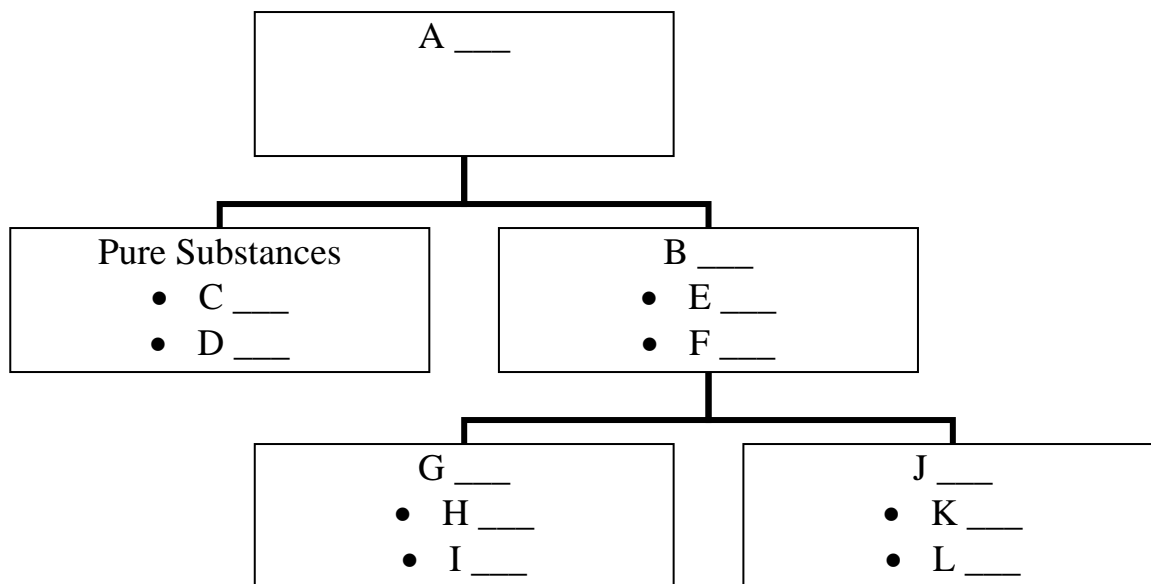 A ___
Pure Substances
• C ___
• D ___
B ___
• E ___
• F ___
G ___
• H ___
• I ___
J ___
• K ___
• L ___